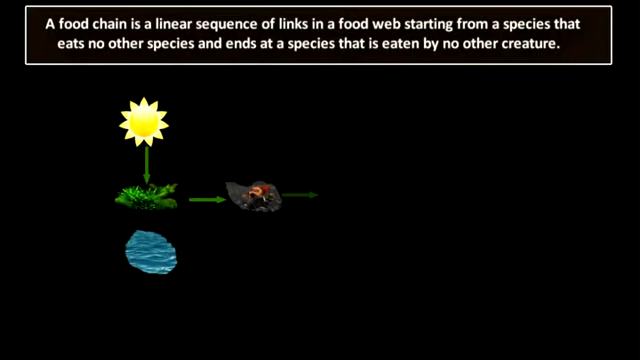 A food chain is a linear sequence of links in a food web starting from a species that
eats no other species and ends at a species that is eaten by no other creature.